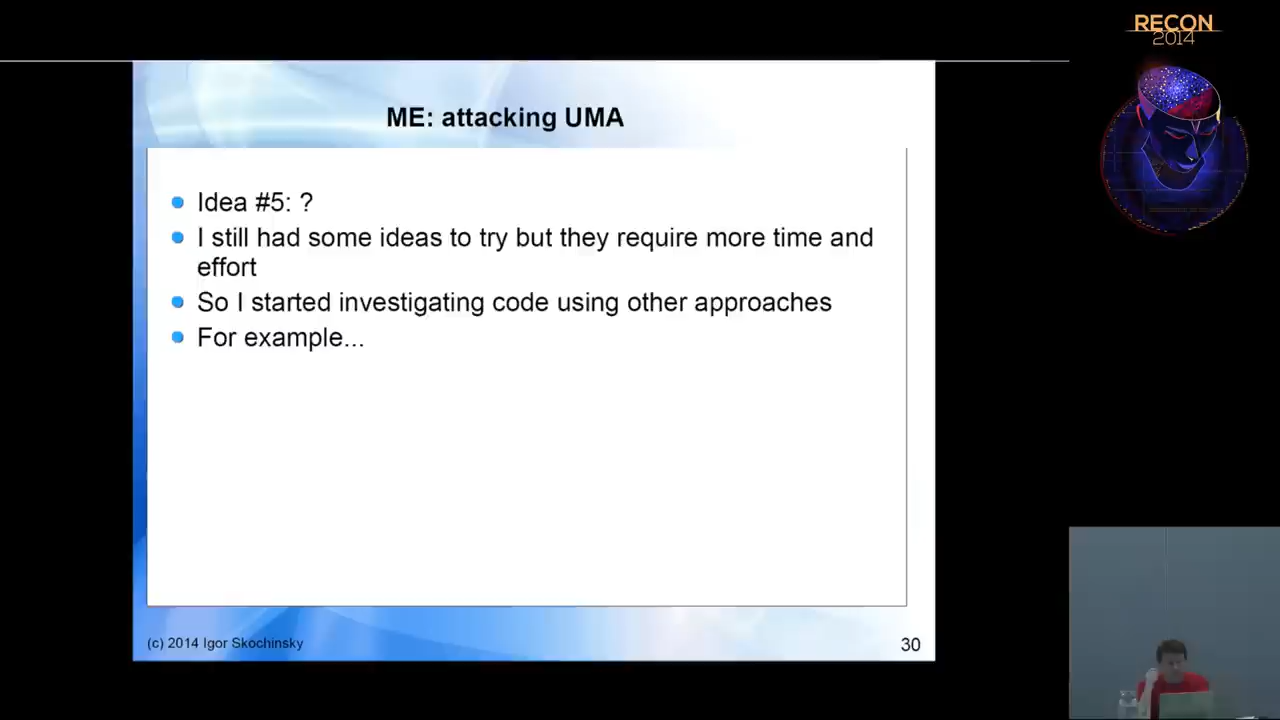 RECON
2014
ME: attacking UMA
Idea #5: ?
I still had some ideas to try but they require more time and
effort
So I started investigating code using other approaches
For example...
(c) 2014 Igor Skochinsky
30